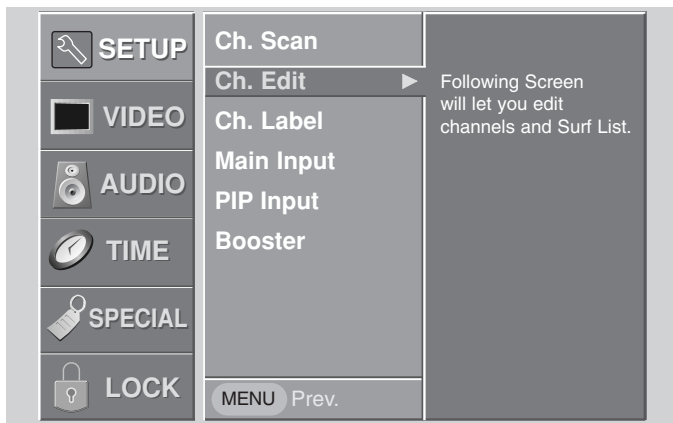 SETUP
VIDEO
AUDIO
TIME
SPECIAL
LOCK
Ch. Scan
Ch. Edit
Ch. Label
Main Input
PIP Input
Booster
MENU Prev.
Following Screen
will let you edit
channels and Surf List.